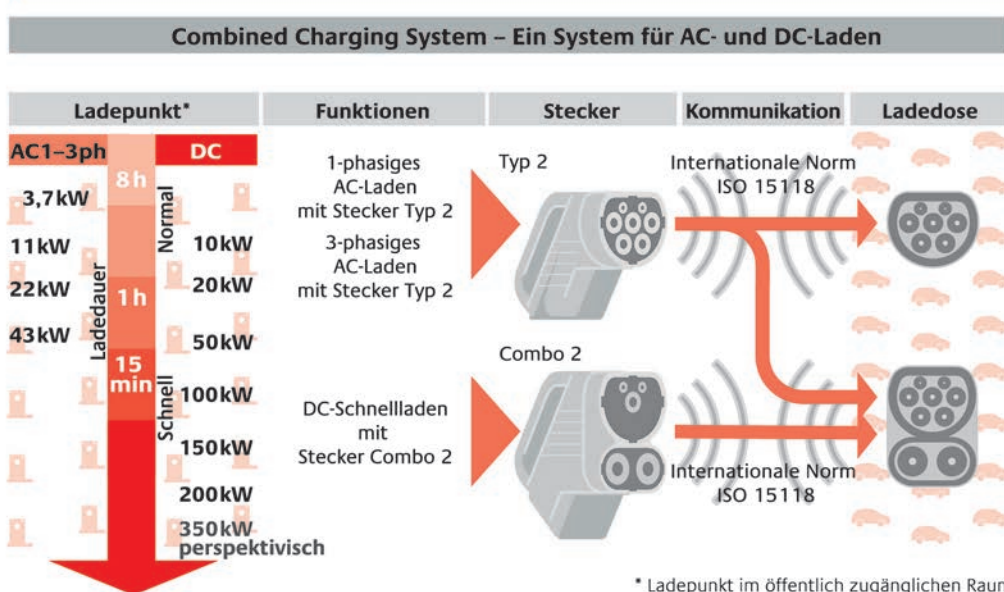 Combined Charging System – Ein System für AC- und DC-Laden
Ladepunkt*
Funktionen
Stecker
Kommunikation
Ladedose
AC1–3ph
DC
8h
3,7kW
11kW
22kW
43kW
Ladedauer
1h
15
min
Normal
Schnell
10kW
20kW
50kW
100kW
150kW
200kW
350kW
perspektivisch
1-phasiges
AC-Laden
mit Stecker Typ 2
3-phasiges
AC-Laden
mit Stecker Typ 2
DC-Schnellladen
mit
Stecker Combo 2
Typ 2
Combo 2
Internationale Norm
ISO 15118
Internationale Norm
ISO 15118
* Ladepunkt im öffentlich zugänglichen Raum